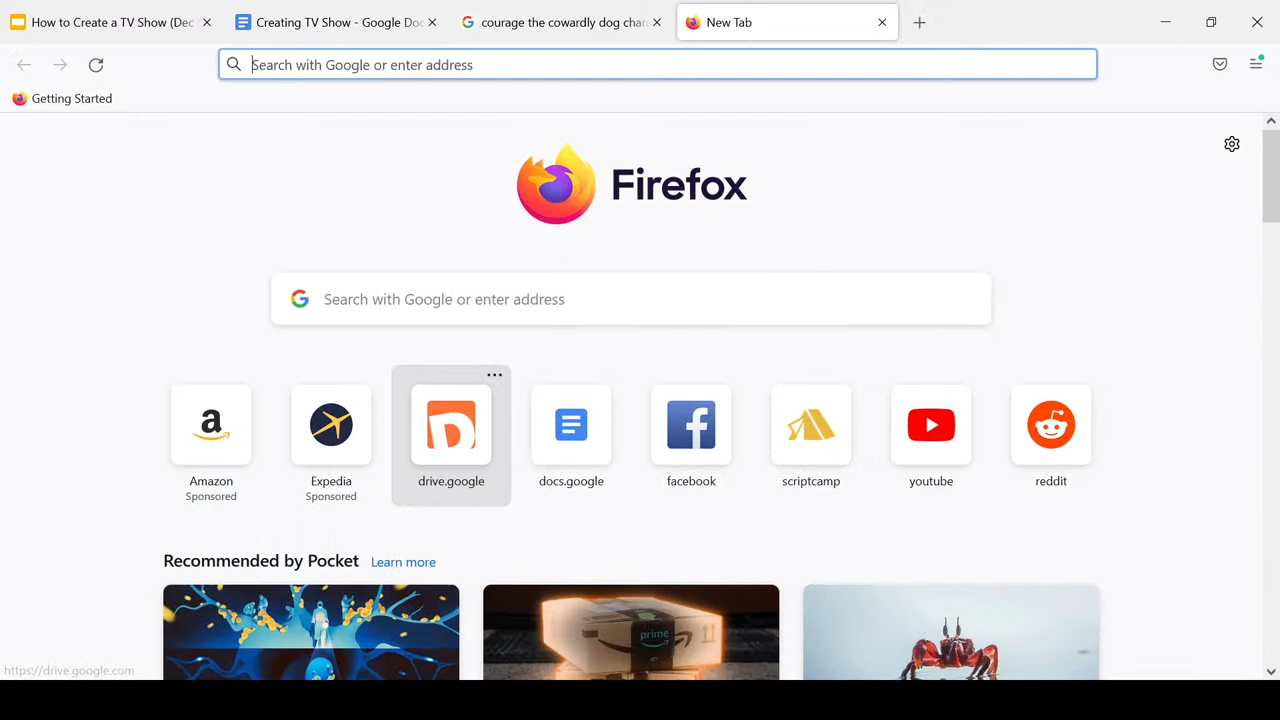 How to Create a TV Show (Dec
Creating TV Show - Google Doc
courage the cowardly dog char
New Tab
Search with Google or enter address
Getting Started
Firefox
Search with Google or enter address
a
Amazon
Sponsored
Expedia
Sponsored
drive.google
docs.google
facebook
scriptcamp
youtube
reddit
Recommended by Pocket Learn more
prime
https://drive.google.com